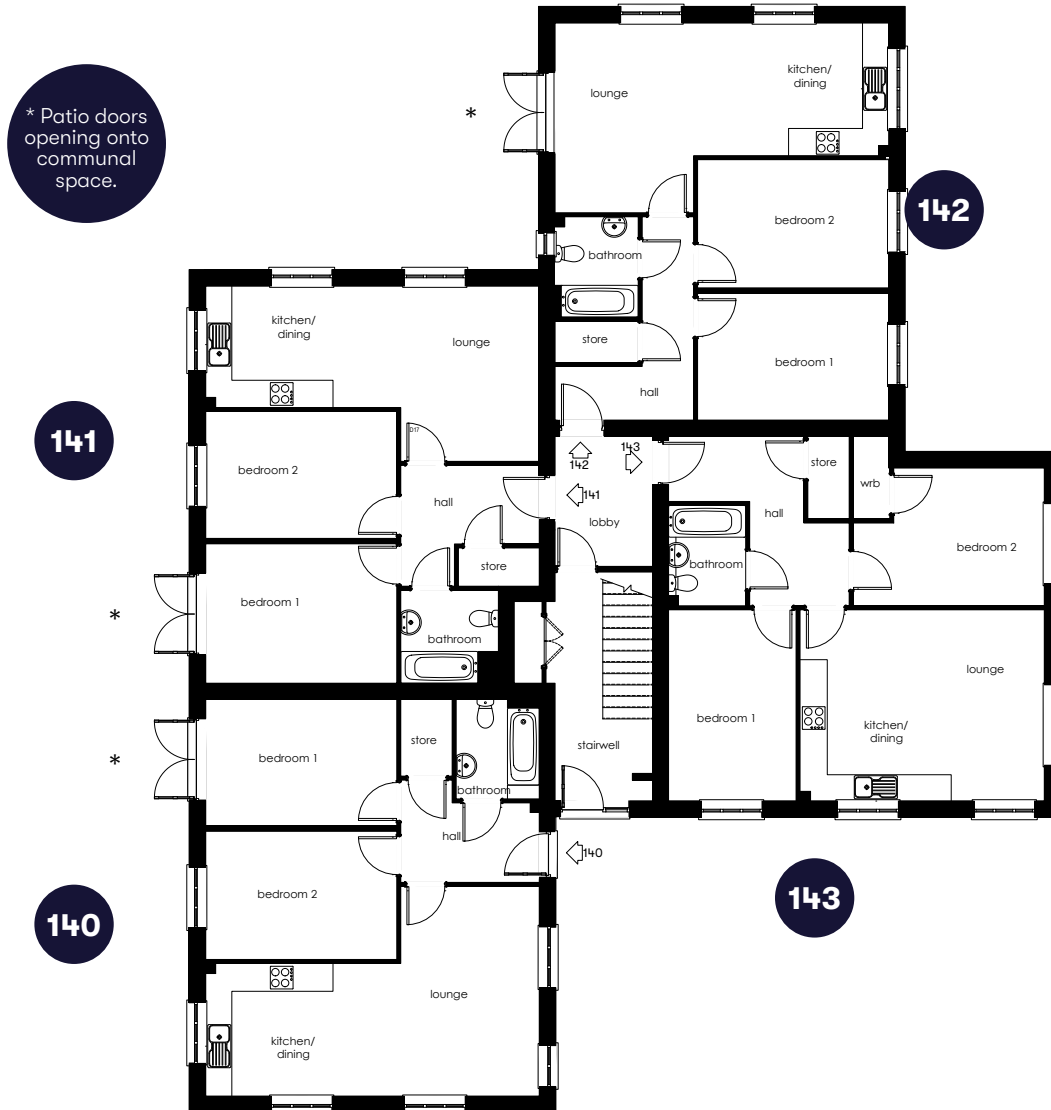 * Patio doors
opening onto
communal
space.
*
lounge
kitchen/
dining
142
bedroom 2
bathroom
store
bedroom 1
hall
kitchen/
dining
lounge
141
D17
bedroom 2
hall
store
bedroom 1
*
bathroom
142
143
141
lobby
store
wrb
hall
bedroom 2
bathroom
lounge
bedroom 1
kitchen/
dining
stairwell
143
*
bedroom 1
store
bathroom
hall
140
bedroom 2
140
lounge
kitchen/
dining